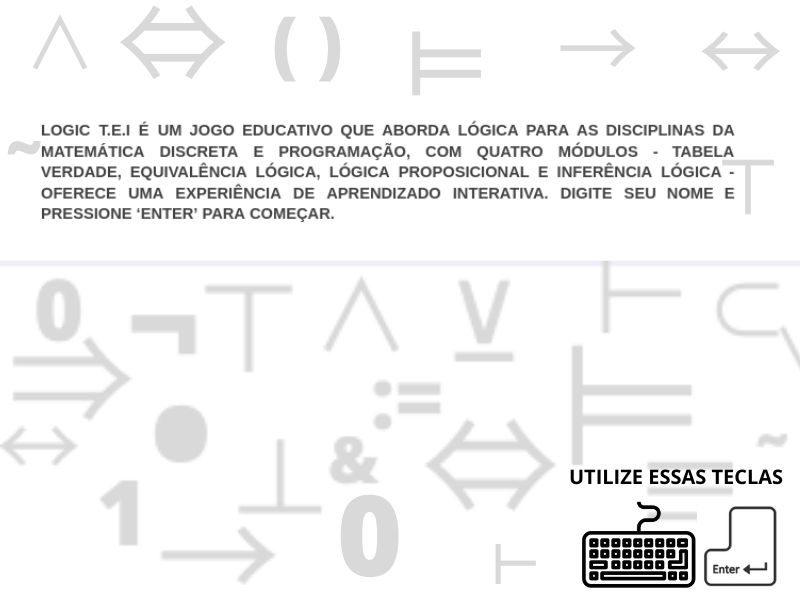 LOGIC T.E.I É UM JOGO EDUCATIVO QUE ABORDA LÓGICA PARA AS DISCIPLINAS DA
MATEMÁTICA DISCRETA E PROGRAMAÇÃO, COM QUATRO MÓDULOS - TABELA
VERDADE, EQUIVALÊNCIA LÓGICA, LÓGICA PROPOSICIONAL E INFERÊNCIA LÓGICA -
OFERECE UMA EXPERIÊNCIA DE APRENDIZADO INTERATIVA. DIGITE SEU NOME E
PRESSIONE ‘ENTER’ PARA COMEÇAR.
UTILIZE ESSAS TECLAS
Enter